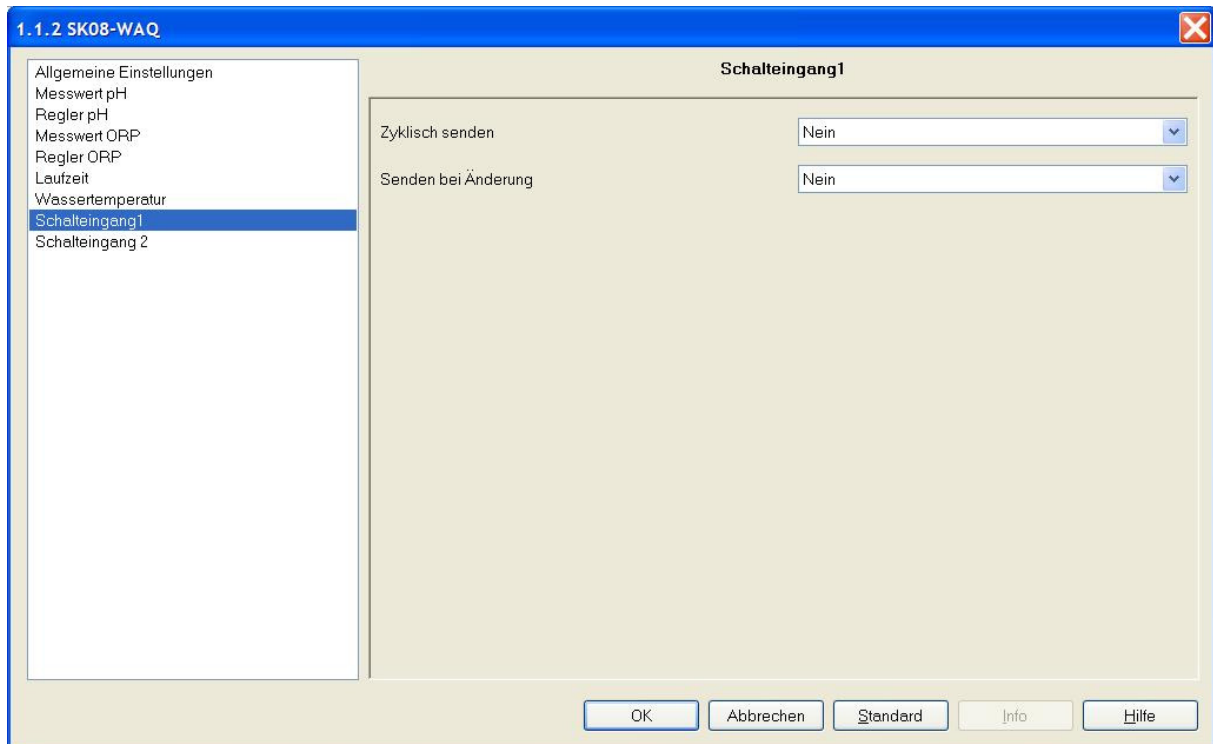 1.1.2 SK08-WAQ
Allgemeine Einstellungen
Messwert pH
Regler pH
Messwert ORP
Regler ORP
Laufzeit
Wassertemperatur
Schalteingang1
Schalteingang 2
Schalteingang1
Zyklisch senden
Nein
Senden bei Änderung
Nein
OK
Abbrechen
Standard
Info
Hilfe